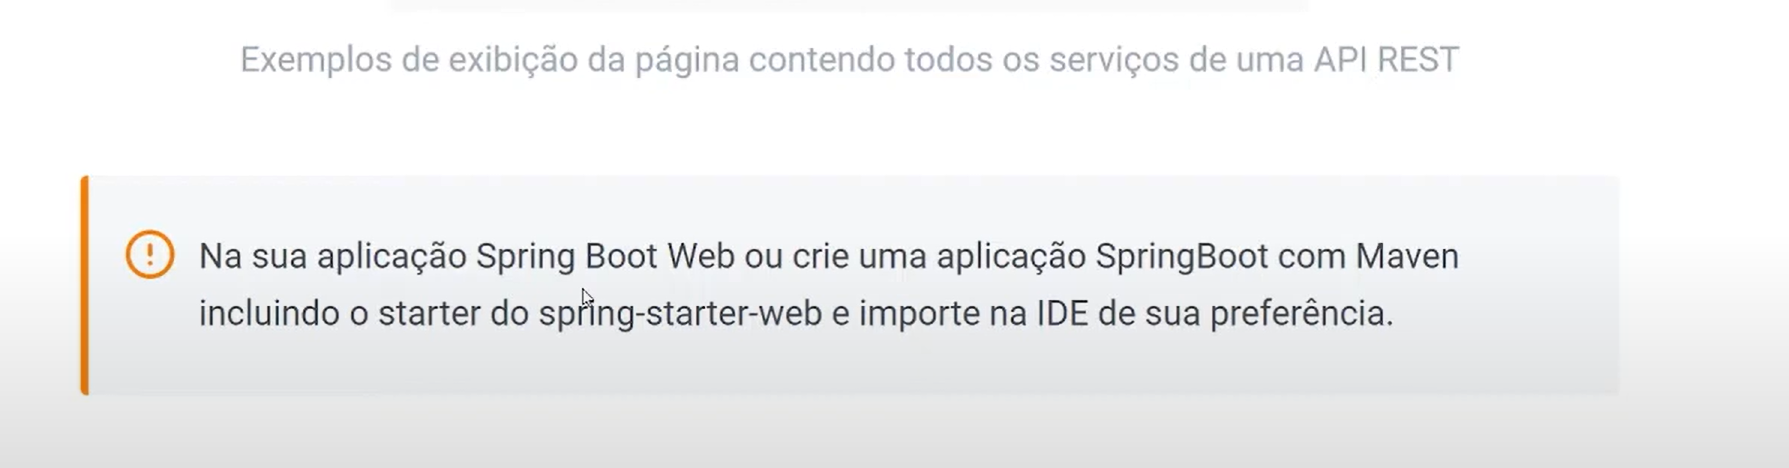 Exemplos de exibição da página contendo todos os serviços de uma API REST
Na sua aplicação Spring Boot Web ou crie uma aplicação SpringBoot com Maven
incluindo o starter do spring-starter-web e importe na IDE de sua preferência.